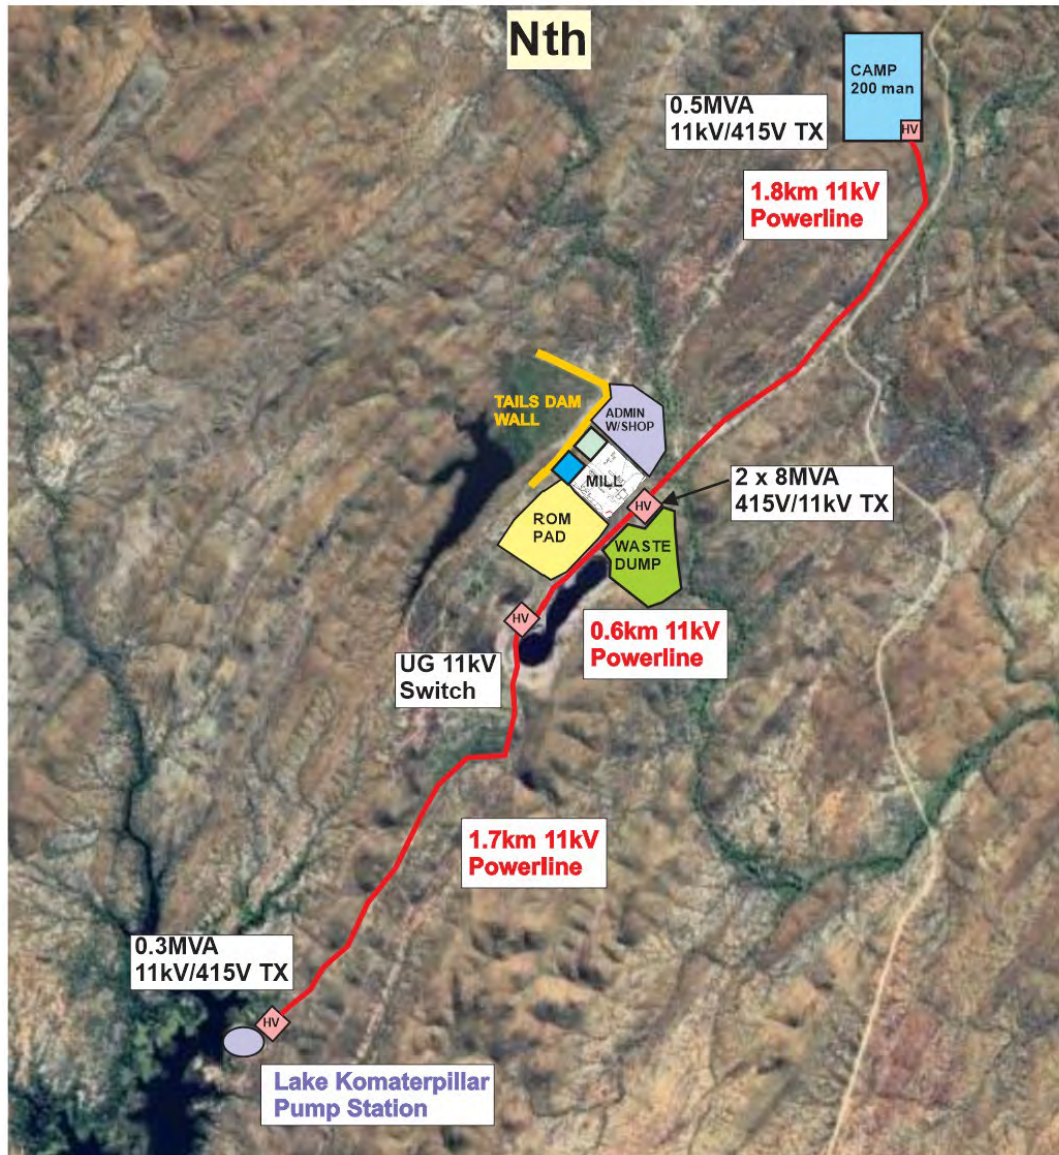 Nth
CAMP
200 man
HV
0.5MVA
11kV/415V TX
1.8km 11kV
Powerline
TAILS DAM
WALL
ADMIN
W/SHOP
MILL
HV
2 x 8MVA
415V/11kV TX
ROM
PAD
WASTE
DUMP
HV
0.6km 11kV
Powerline
UG 11kV
Switch
1.7km 11kV
Powerline
0.3MVA
11kV/415V TX
HV
Lake Komaterpillar
Pump Station